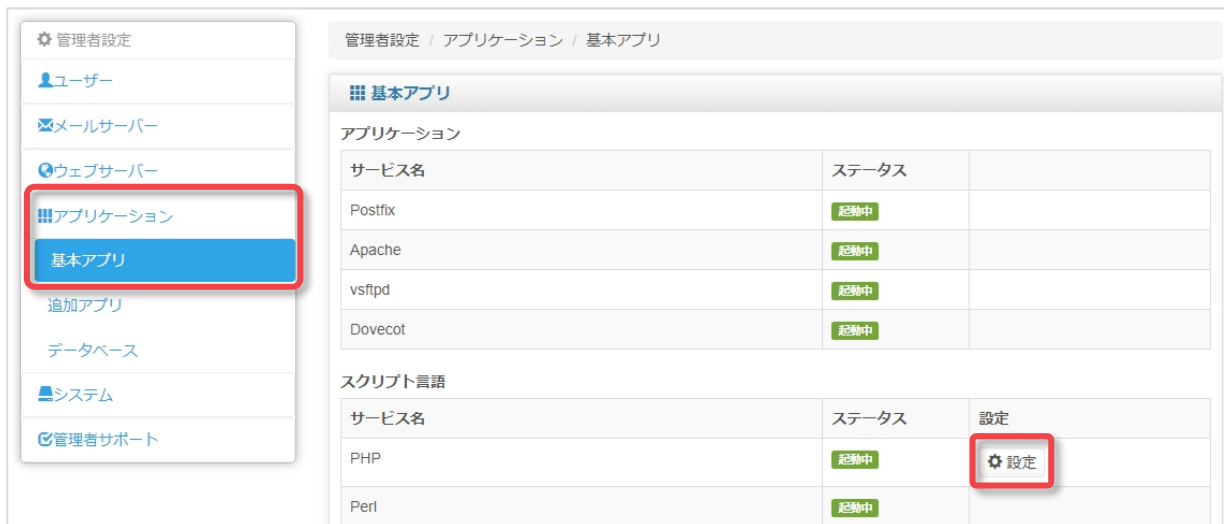 管理者設定
ユーザー
メールサーバー
ウェブサーバー
アプリケーション
基本アプリ
追加アプリ
データベース
システム
管理者サポート
管理者設定 / アプリケーション / 基本アプリ
基本アプリ
アプリケーション
サービス名 ステータス
Postfix 起動中
Apache 起動中
vsftpd 起動中
Dovecot 起動中
スクリプト言語
サービス名 ステータス 設定
PHP 起動中 設定
Perl 起動中